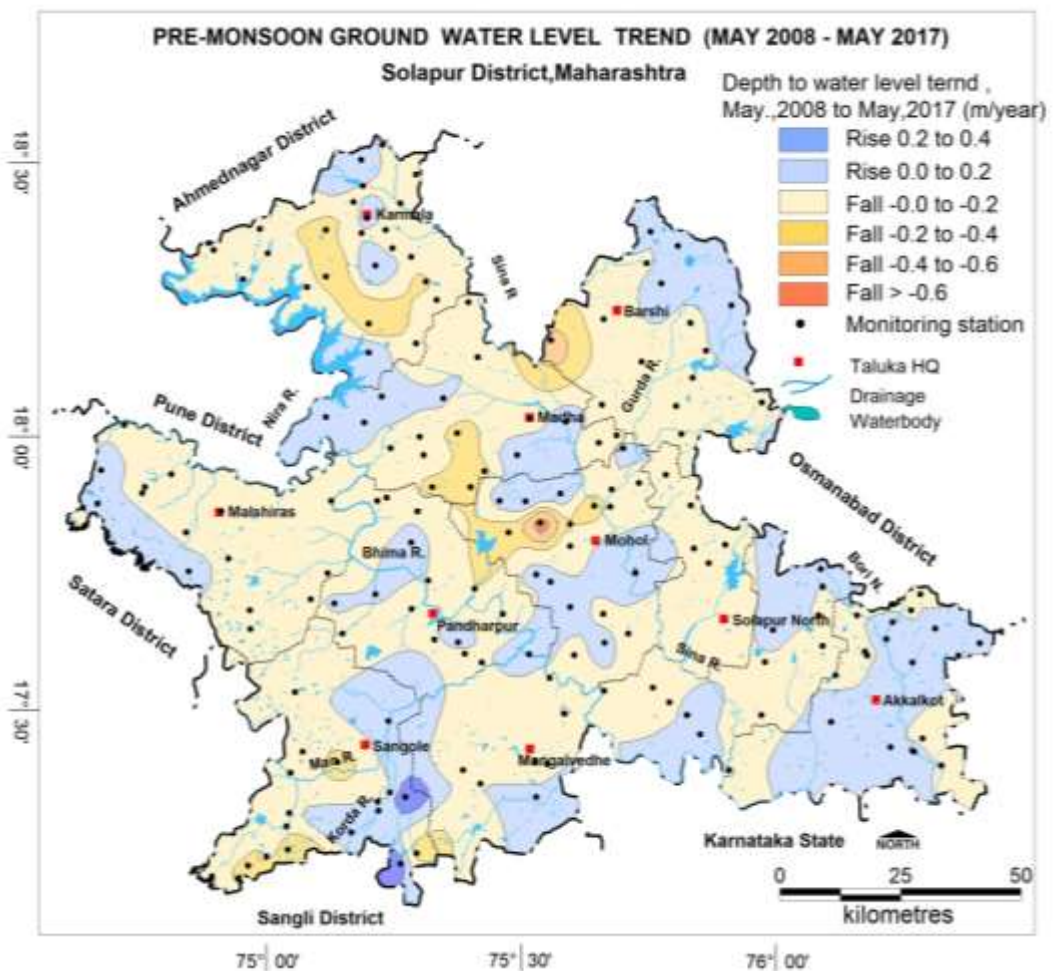 PRE-MONSOON GROUND WATER LEVEL TREND (MAY 2008 - MAY 2017)
Solapur District,Maharashtra
Depth to water level ternd ,
May.,2008 to May,2017 (m/year)
Rise 0.2 to 0.4
Rise 0.0 to 0.2
Fall -0.0 to -0.2
Fall -0.2 to -0.4
Fall -0.4 to -0.6
Fall > -0.6
Monitoring station
Taluka HQ
Drainage
Waterbody
18° 30'
18° 00'
17° 30'
Ahmednagar District
Karmala
Sina R
Barshi
Gurda R.
Nira R.
Pune District
Madha
Osmanabad District
Malshiras
Mohol
Bhima R.
Bori N.
Satara District
Pandharpur
Solapur North
Sina R.
Akkalkot
Sangole
Mangalvedhe
Man R.
Korda R.
Karnataka State
NORTH
Sangli District
0 25 50
kilometres
75° 00'
75° 30'
76° 00'